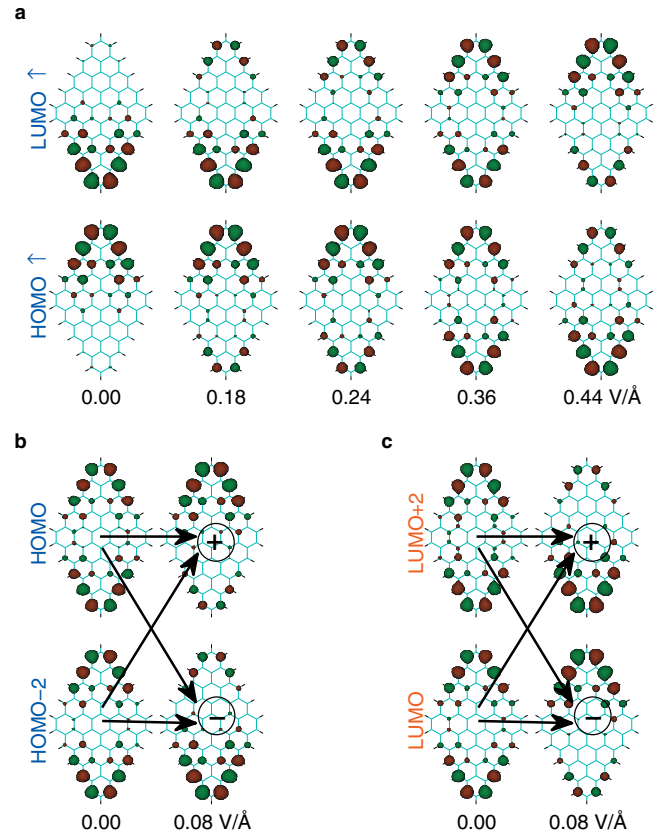 a
LUMO ↑
HOMO ↑
0.00 0.18 0.24 0.36 0.44 V/Å
b
HOMO
+
HOMO−2
−
0.00 0.08 V/Å
c
LUMO+2
+
LUMO
−
0.00 0.08 V/Å